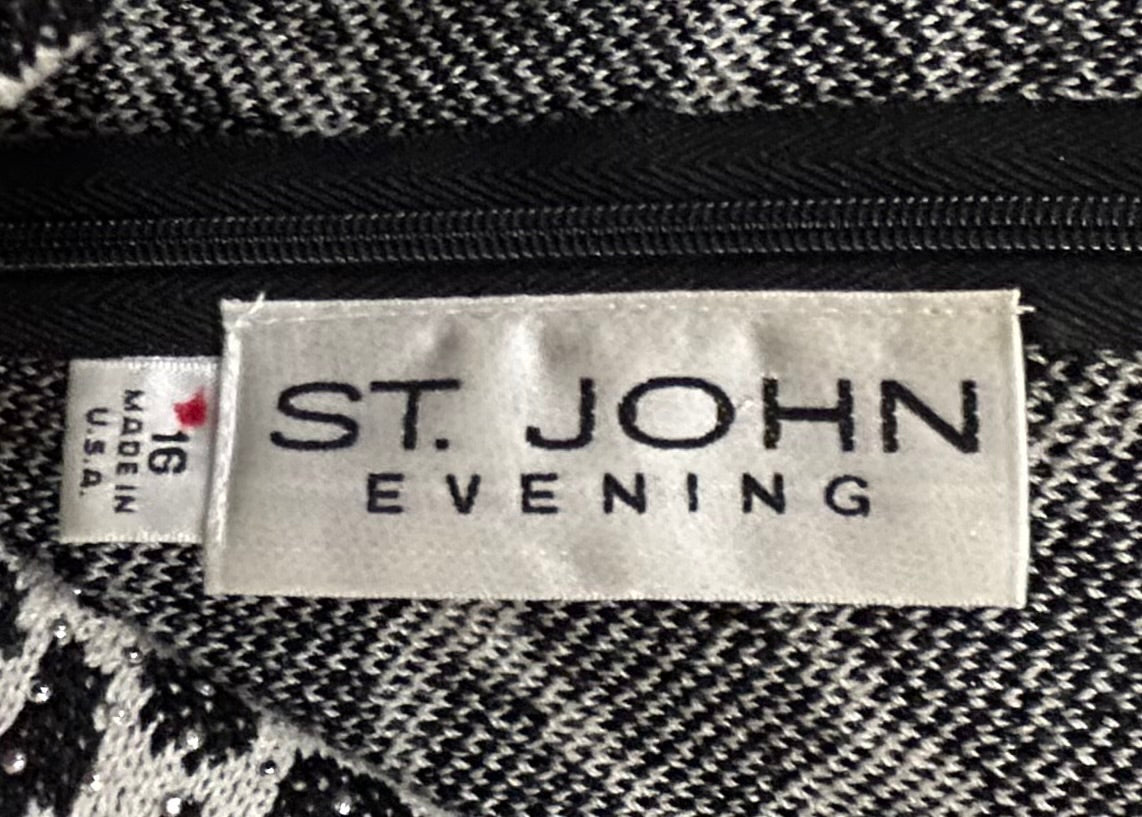 ST. JOHN
EVENING
16
MADE IN
U.S.A.